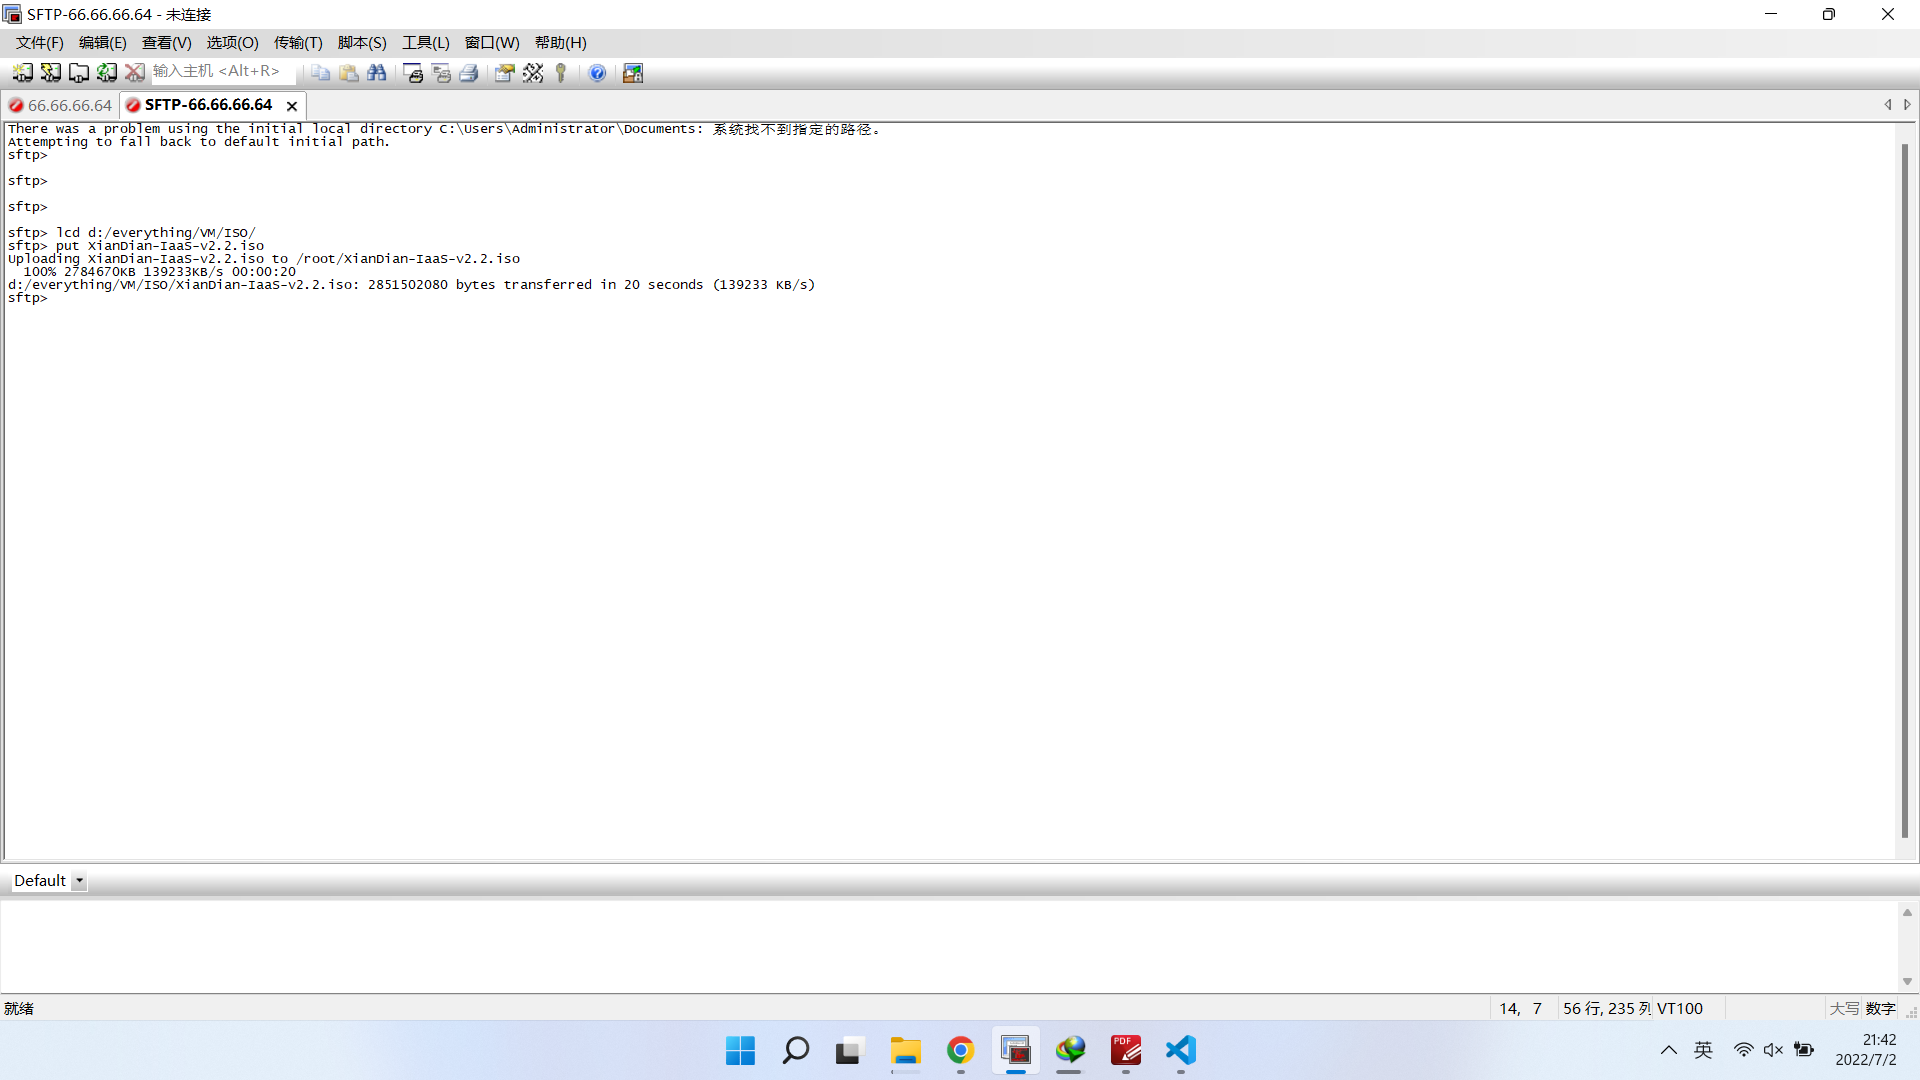 SFTP-66.66.66.64 - 未连接
文件(F) 编辑(E) 查看(V) 选项(O) 传输(T) 脚本(S) 工具(L) 窗口(W) 帮助(H)
输入主机 <Alt+R>
66.66.66.64 SFTP-66.66.66.64
There was a problem using the initial local directory C:\Users\Administrator\Documents: 系统找不到指定的路径。
Attempting to fall back to default initial path.
sftp>
sftp>
sftp>
sftp> lcd d:/everything/VM/ISO/
sftp> put XianDian-IaaS-v2.2.iso
Uploading XianDian-IaaS-v2.2.iso to /root/XianDian-IaaS-v2.2.iso
100% 2784670KB 139233KB/s 00:00:20
d:/everything/VM/ISO/XianDian-IaaS-v2.2.iso: 2851502080 bytes transferred in 20 seconds (139233 KB/s)
sftp>
Default
就绪 14, 7 56 行, 235 列 VT100 大写 数字
PDF
英
21:42
2022/7/2